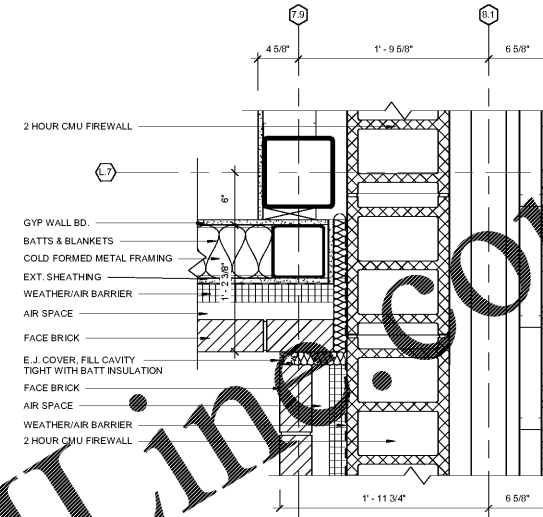 7.9
8.1
4 5/8"
1' - 9 5/8"
6 5/8"
2 HOUR CMU FIREWALL
L.7
6"
GYP WALL BD.
BATTS & BLANKETS
COLD FORMED METAL FRAMING
EXT. SHEATHING
1' - 2 3/8"
WEATHER/AIR BARRIER
AIR SPACE
FACE BRICK
E.J. COVER, FILL CAVITY
TIGHT WITH BATT INSULATION
FACE BRICK
AIR SPACE
WEATHER/AIR BARRIER
2 HOUR CMU FIREWALL
1' - 11 3/4"
6 5/8"